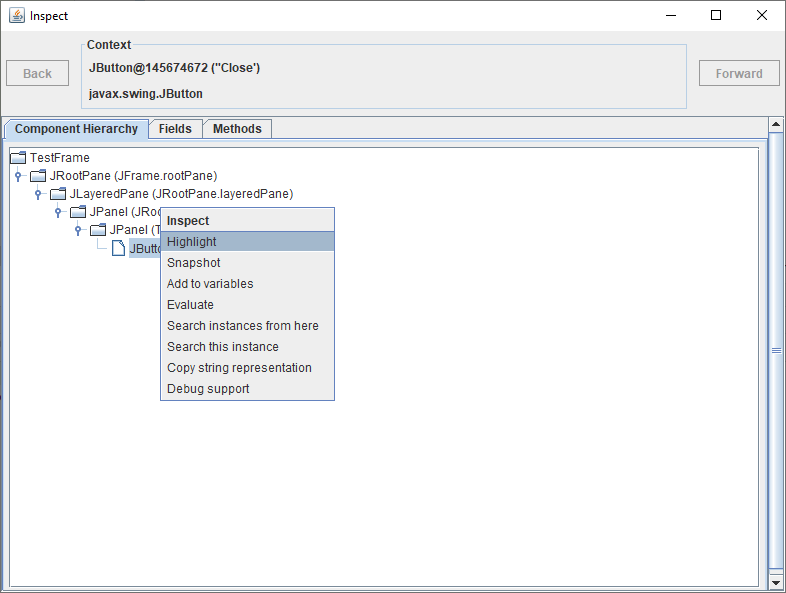 Inspect
Context
Back
JButton@145674672 ("Close')
javax.swing.JButton
Forward
Component Hierarchy
Fields
Methods
TestFrame
JRootPane (JFrame.rootPane)
JLayeredPane (JRootPane.layeredPane)
JPanel (JRoo
JPanel (T
JButto
Inspect
Highlight
Snapshot
Add to variables
Evaluate
Search instances from here
Search this instance
Copy string representation
Debug support